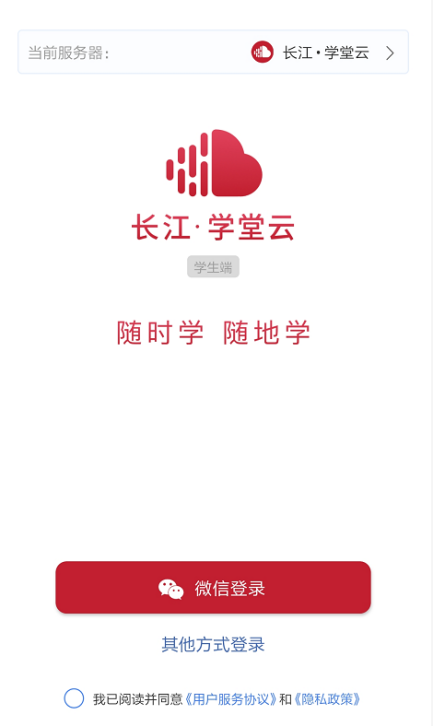 当前服务器: 长江·学堂云
长江·学堂云
学生端
随时学 随地学
微信登录
其他方式登录
我已阅读并同意《用户服务协议》和《隐私政策》